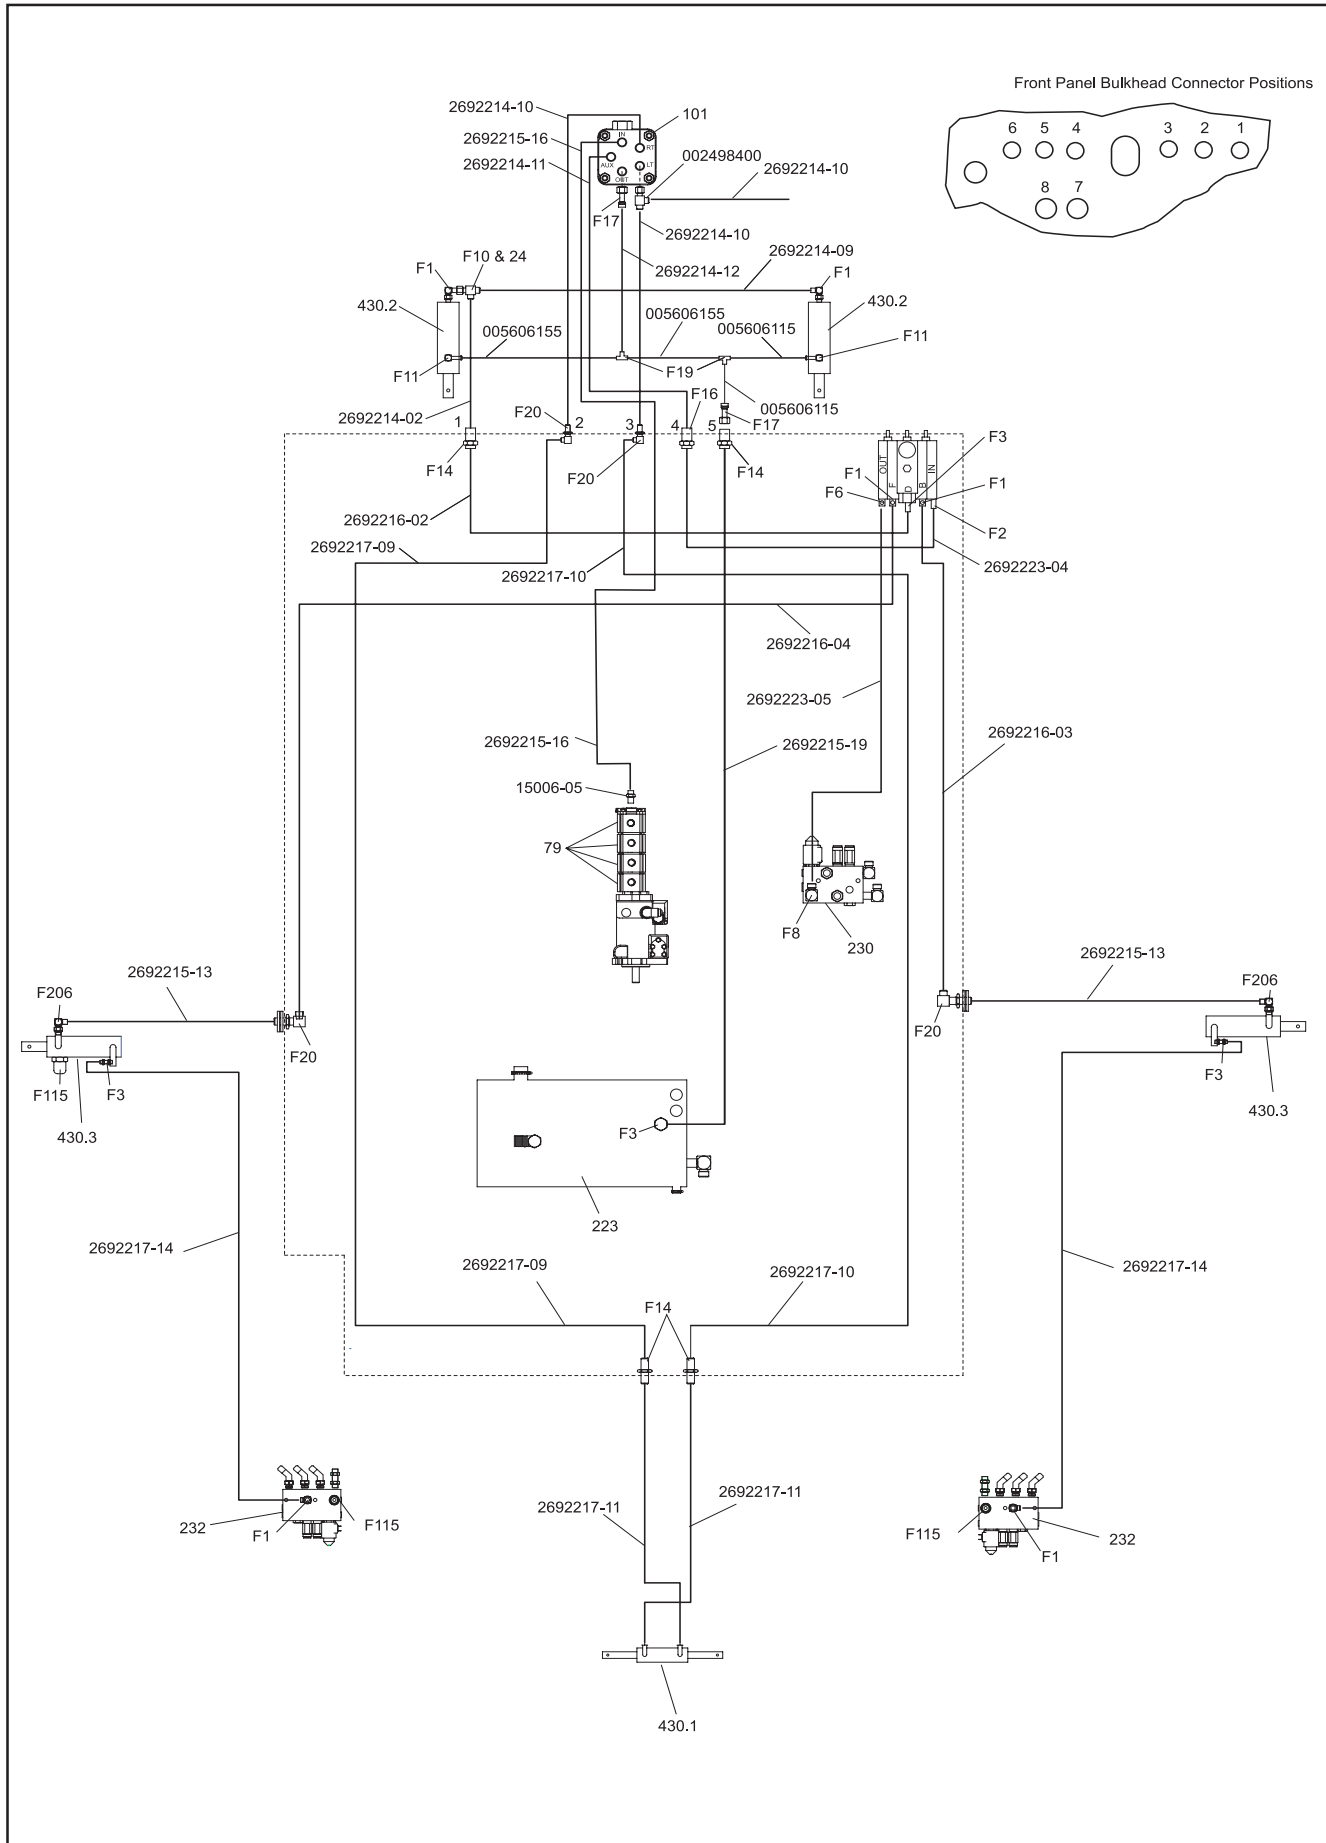 Front Panel Bulkhead Connector Positions
6 5 4 3 2 1
8 7
2692214-10
101
2692215-16
IN
RT
002498400
2692214-11
AUX
LT
2692214-10
OUT
F17
2692214-10
2692214-09
F10 & 24
2692214-12
F1
F1
430.2
430.2
005606155
005606155
005606115
F11
F11
F19
F16
005606115
2692214-02
1
F20
2
3
4
5
F17
F3
F14
F20
F14
OUT
F
D
B
IN
F1
F1
F6
2692216-02
F2
2692217-09
2692217-10
2692223-04
2692216-04
2692223-05
2692216-03
2692215-16
2692215-19
15006-05
79
F8
230
2692215-13
2692215-13
F206
F206
F20
F20
F115
F3
F3
430.3
430.3
F3
223
2692217-14
2692217-09
2692217-10
2692217-14
F14
2692217-11
2692217-11
232
F1
F115
F115
F1
232
430.1